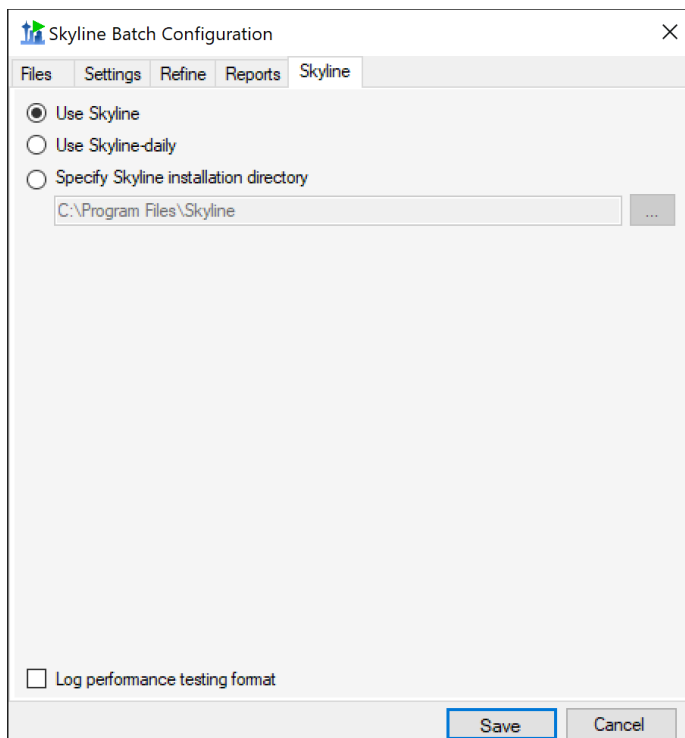 Skyline Batch Configuration
Files Settings Refine Reports Skyline
Use Skyline
Use Skyline-daily
Specify Skyline installation directory
C:\Program Files\Skyline ...
Log performance testing format
Save Cancel